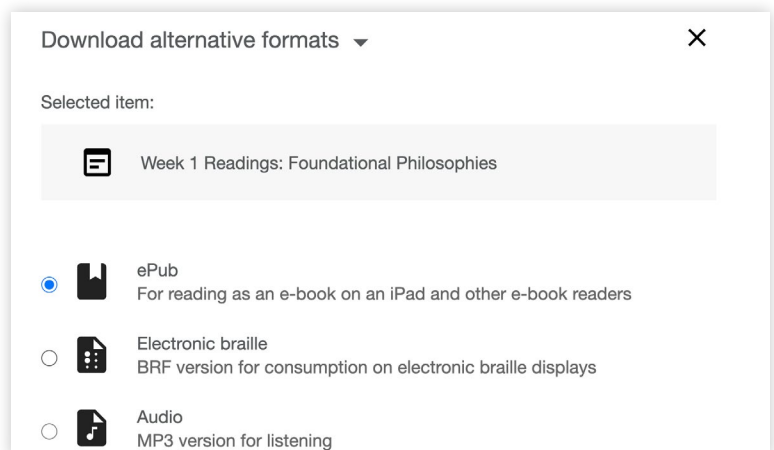 Download alternative formats
Selected item:
Week 1 Readings: Foundational Philosophies
ePub
For reading as an e-book on an iPad and other e-book readers
Electronic braille
BRF version for consumption on electronic braille displays
Audio
MP3 version for listening